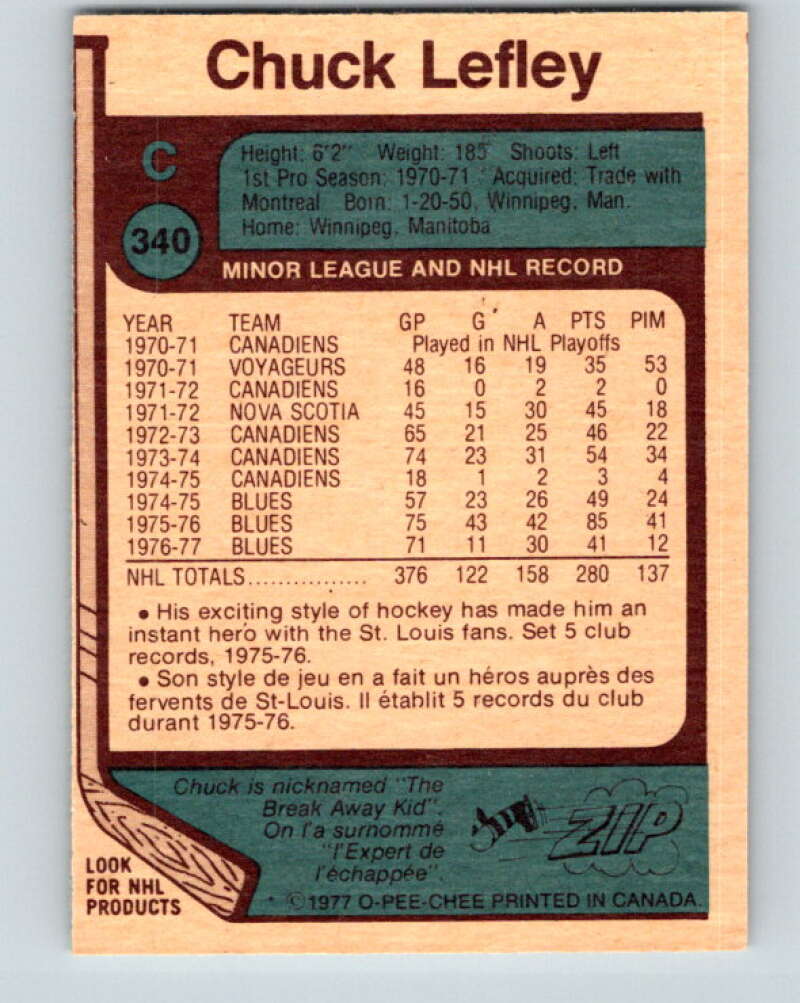 Chuck Lefley
C
340
Height: 6'2" Weight: 185 Shoots: Left
1st Pro Season: 1970-71 Acquired: Trade with
Montreal Born: 1-20-50, Winnipeg, Man.
Home: Winnipeg, Manitoba
MINOR LEAGUE AND NHL RECORD
YEAR TEAM GP G A PTS PIM
1970-71 CANADIENS Played in NHL Playoffs
1970-71 VOYAGEURS 48 16 19 35 53
1971-72 CANADIENS 16 0 2 2 0
1971-72 NOVA SCOTIA 45 15 30 45 18
1972-73 CANADIENS 65 21 25 46 22
1973-74 CANADIENS 74 23 31 54 34
1974-75 CANADIENS 18 1 2 3 4
1974-75 BLUES 57 23 26 49 24
1975-76 BLUES 75 43 42 85 41
1976-77 BLUES 71 11 30 41 12
NHL TOTALS................ 376 122 158 280 137
• His exciting style of hockey has made him an
instant hero with the St. Louis fans. Set 5 club
records, 1975-76.
• Son style de jeu en a fait un héros auprès des
fervents de St-Louis. Il établit 5 records du club
durant 1975-76.
Chuck is nicknamed "The
Break Away Kid".
On l'a surnommé
"l'Expert de
l'échappée".
ZIP
LOOK
FOR NHL
PRODUCTS
* ©1977 O-PEE-CHEE PRINTED IN CANADA.